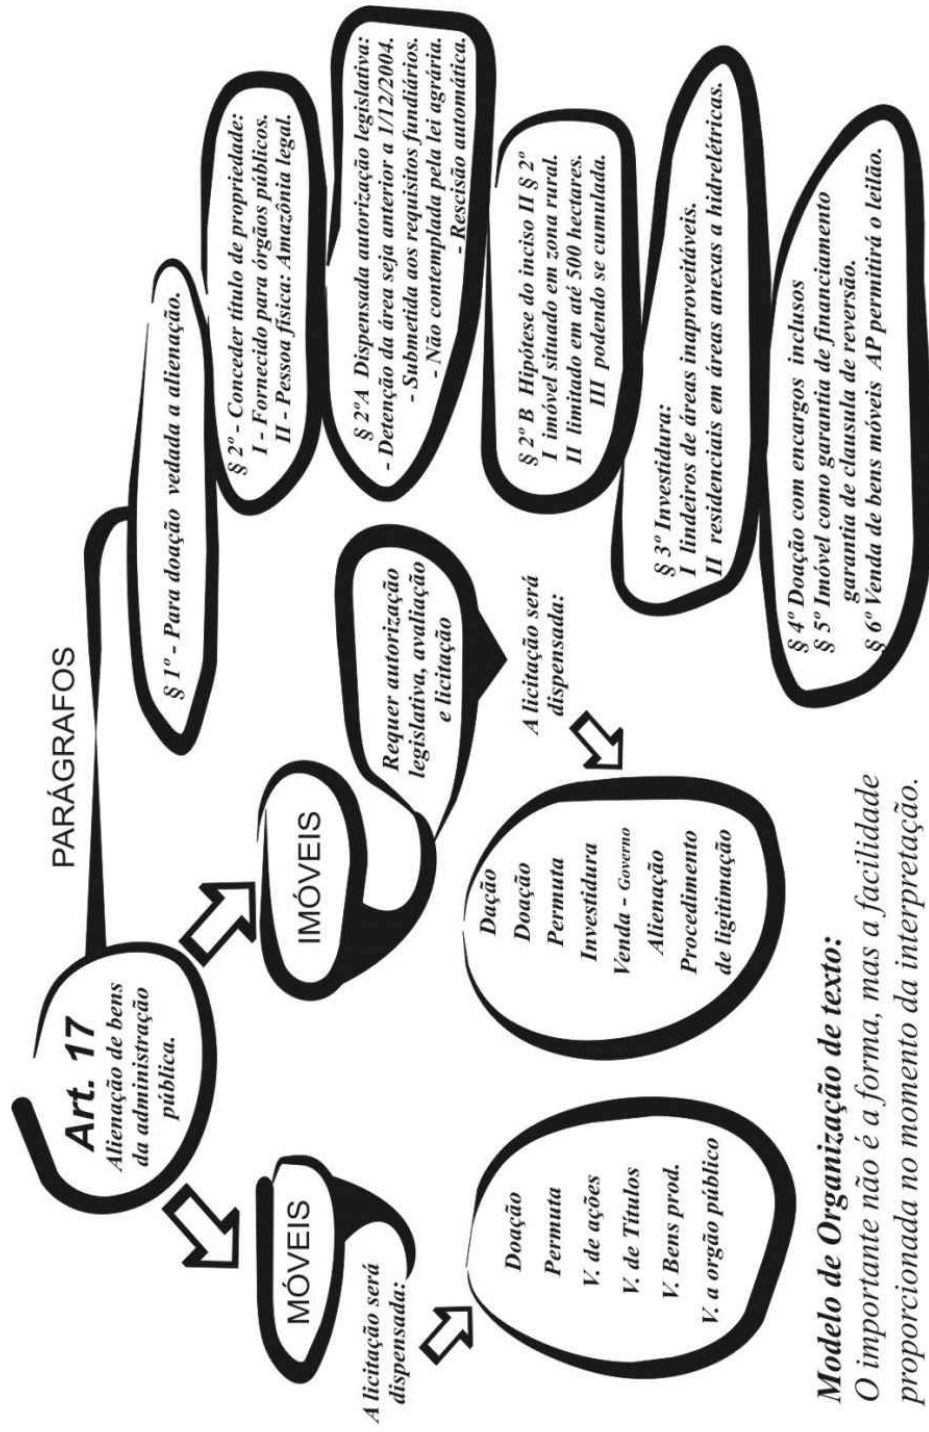 Art. 17
Alienação de bens
da administração
pública.
PARÁGRAFOS
MÓVEIS
A licitação será
dispensada:
Doação
Permuta
V. de ações
V. de Titulos
V. Bens prod.
V. a orgão público
IMÓVEIS
Requer autorização
legislativa, avaliação
e licitação
A licitação será
dispensada:
Dação
Doação
Permuta
Investidura
Venda - Governo
Alienação
Procedimento
de ligitimação
§ 1º - Para doação vedada a alienação.
§ 2º - Conceder título de propriedade:
I - Fornecido para órgãos públicos.
II - Pessoa física: Amazônia legal.
§ 2ºA Dispensada autorização legislativa:
- Detenção da área seja anterior a 1/12/2004.
- Submetida aos requisitos fundiários.
- Não contemplada pela lei agrária.
- Rescisão automática.
§ 2º B Hipótese do inciso II § 2º
I imóvel situado em zona rural.
II limitado em até 500 hectares.
III podendo se cumulada.
§ 3º Investidura:
I lindeiros de áreas inaproveitáveis.
II residenciais em áreas anexas a hidrelétricas.
§ 4º Doação com encargos inclusos
§ 5º Imóvel como garantia de financiamento
garantia de clausula de reversão.
§ 6º Venda de bens móveis AP permitirá o leilão.
Modelo de Organização de texto:
O importante não é a forma, mas a facilidade
proporcionada no momento da interpretação.